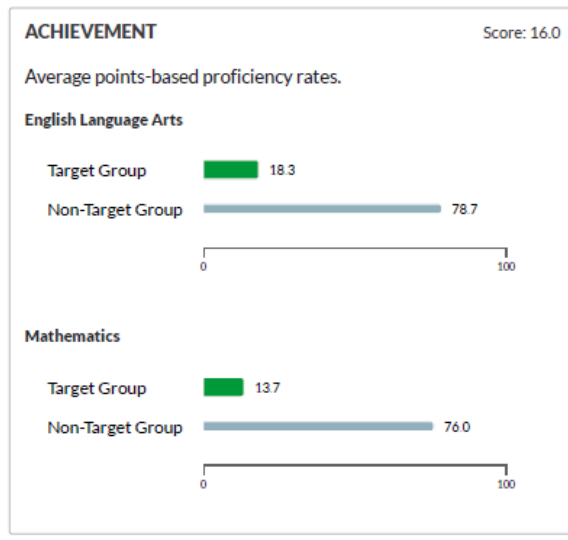 ACHIEVEMENT Score: 16.0
Average points-based proficiency rates.
English Language Arts
Target Group 18.3
Non-Target Group 78.7
0 100
Mathematics
Target Group 13.7
Non-Target Group 76.0
0 100